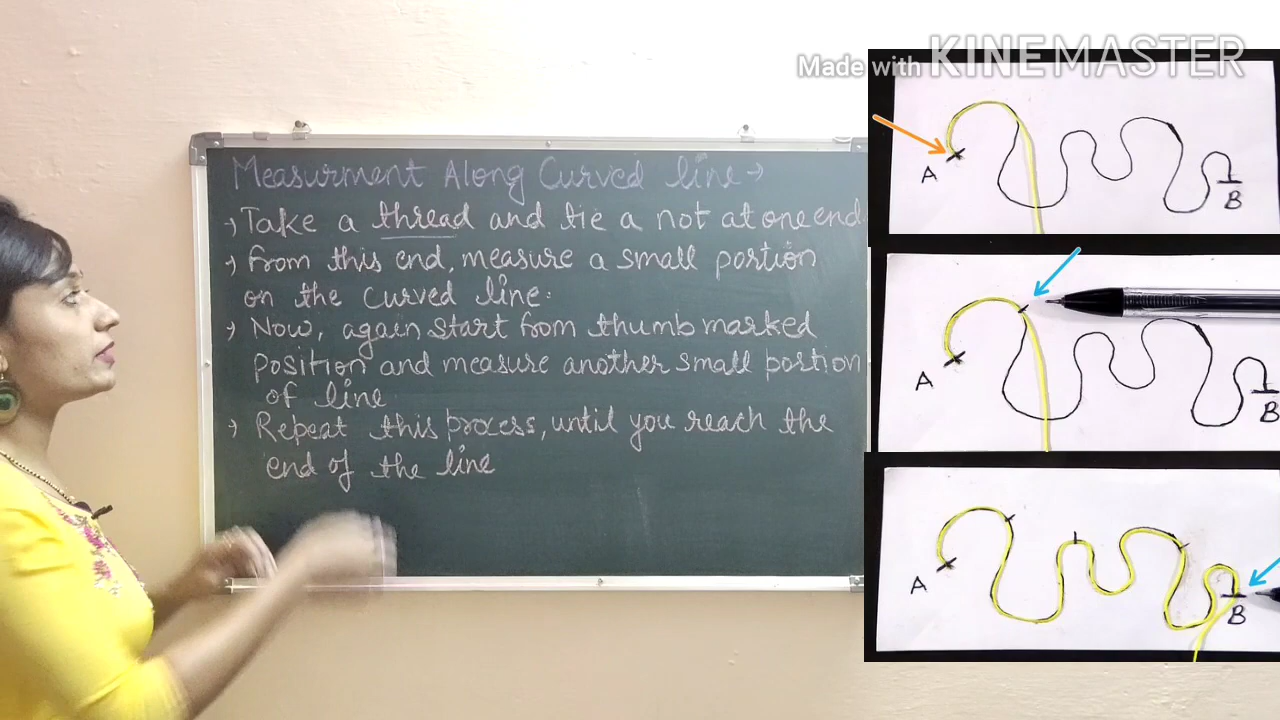 Made with KINEMASTER
Measurment Along Curved line →
Take a thread and tie a not at one end
from this end, measure a small portion
on the curved line.
Now, again, start from thumb marked
position and measure another small portion
of line
Repeat this process, until you reach the
end of the line
A
B
A
B
A
B